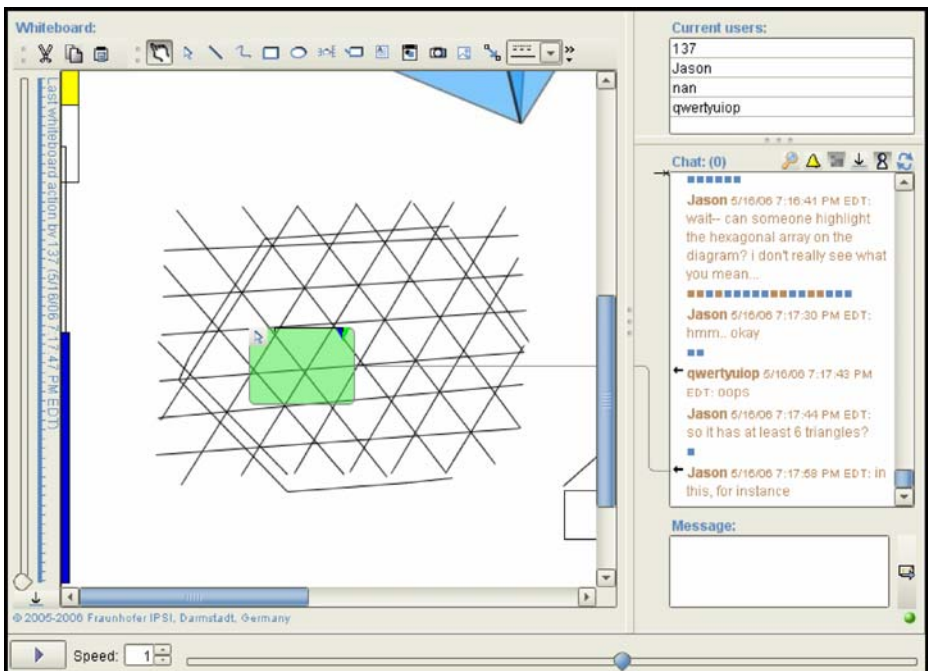 Whiteboard:
Last whiteboard action by 137 (5/16/06 7:17:47 PM EDT)
© 2005-2006 Fraunhofer IPSI, Darmstadt, Germany
Speed: 1
Current users:
137
Jason
nan
qwertyuiop
Chat: (0)
Jason 5/16/06 7:16:41 PM EDT:
wait-- can someone highlight
the hexagonal array on the
diagram? i don't really see what
you mean...
Jason 5/16/06 7:17:30 PM EDT:
hmm.. okay
qwertyuiop 5/16/06 7:17:43 PM
EDT: oops
Jason 5/16/06 7:17:44 PM EDT:
so it has at least 6 triangles?
Jason 5/16/06 7:17:58 PM EDT: in
this, for instance
Message: